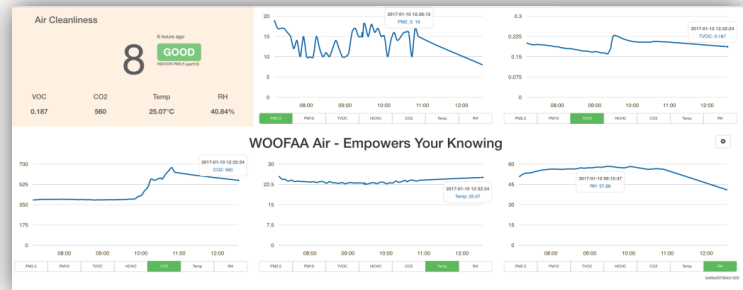 Air Cleanliness
8
6 hours ago
GOOD
INDOOR PM2.5 (µg/m3)
VOC CO2 Temp RH
0.187 560 25.07°C 40.84%
20
15
10
5
0
2017-01-10 10:28:15
PM2_5: 16
08:00 09:00 10:00 11:00 12:00
PM2.5 PM10 TVOC HCHO CO2 Temp RH
0.3
0.225
0.15
0.075
0
2017-01-10 12:32:24
TVOC: 0.187
08:00 09:00 10:00 11:00 12:00
PM2.5 PM10 TVOC HCHO CO2 Temp RH
WOOFAA Air - Empowers Your Knowing
700
525
350
175
0
2017-01-10 12:32:24
CO2: 560
08:00 09:00 10:00 11:00 12:00
PM2.5 PM10 TVOC HCHO CO2 Temp RH
30
22.5
15
7.5
0
2017-01-10 12:32:24
Temp: 25.07
08:00 09:00 10:00 11:00 12:00
PM2.5 PM10 TVOC HCHO CO2 Temp RH
60
45
30
15
0
2017-01-10 09:15:47
RH: 57.66
08:00 09:00 10:00 11:00 12:00
PM2.5 PM10 TVOC HCHO CO2 Temp RH